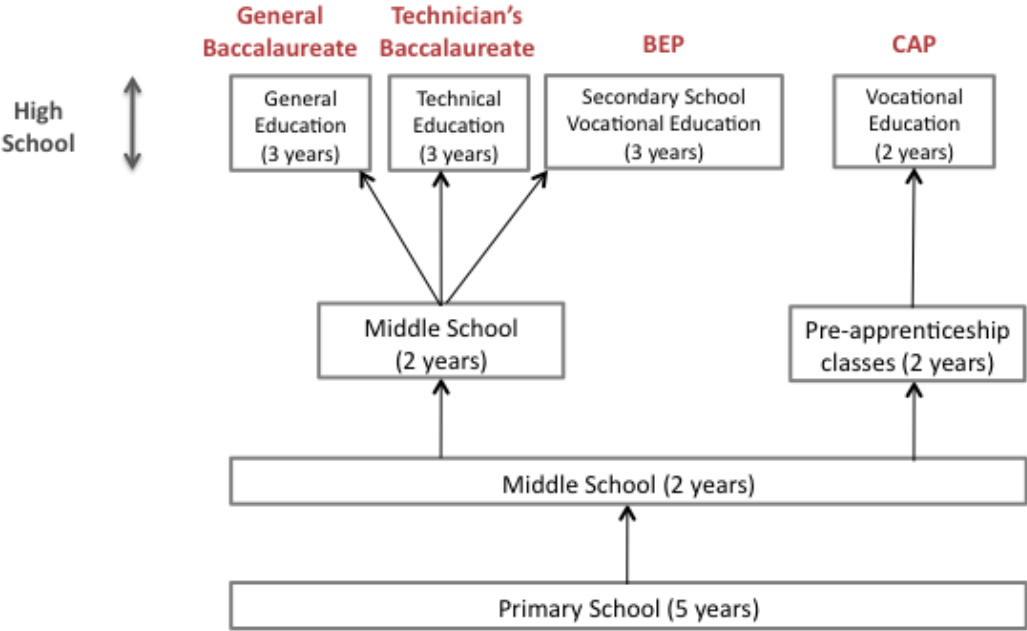 General
Baccalaureate
Technician's
Baccalaureate
BEP
CAP
High
School
General
Education
(3 years)
Technical
Education
(3 years)
Secondary School
Vocational Education
(3 years)
Vocational
Education
(2 years)
Middle School
(2 years)
Pre-apprenticeship
classes (2 years)
Middle School (2 years)
Primary School (5 years)